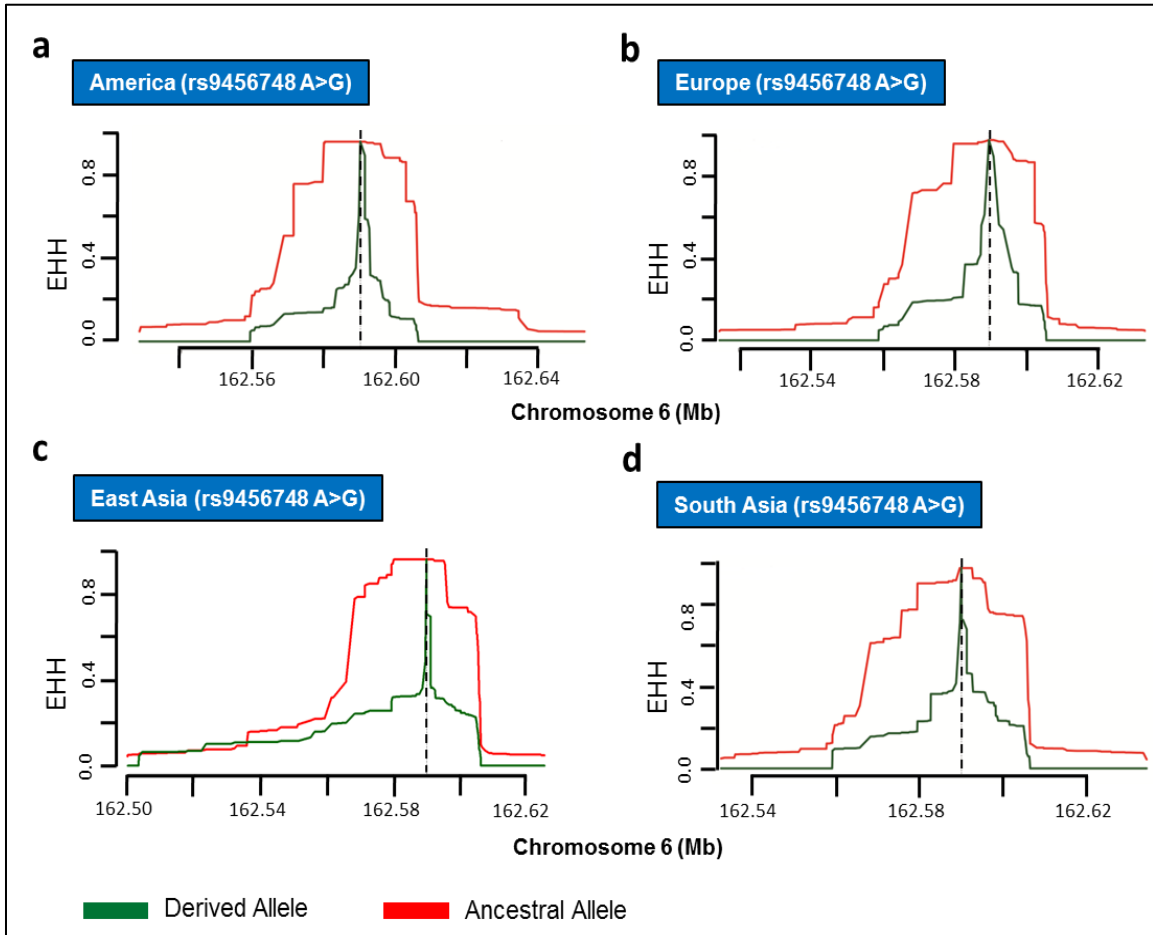 a
America (rs9456748 A>G)
EHH
0.0 0.4 0.8
162.56 162.60 162.64
b
Europe (rs9456748 A>G)
EHH
0.0 0.4 0.8
162.54 162.58 162.62
Chromosome 6 (Mb)
c
East Asia (rs9456748 A>G)
EHH
0.0 0.4 0.8
162.50 162.54 162.58 162.62
d
South Asia (rs9456748 A>G)
EHH
0.0 0.4 0.8
162.54 162.58 162.62
Chromosome 6 (Mb)
Derived Allele Ancestral Allele